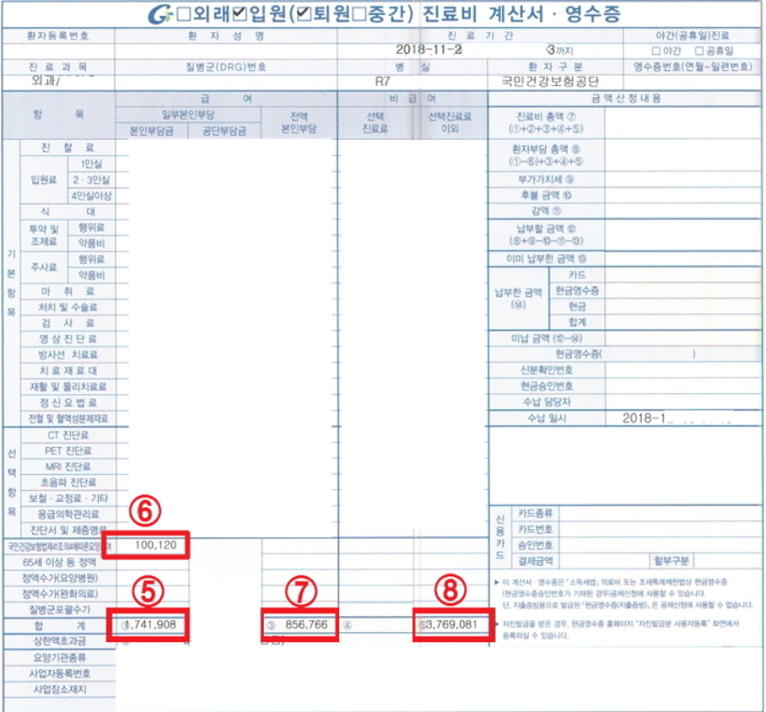 G-□외래☑입원(☑퇴원□중간) 진료비 계산서·영수증
환자등록번호 환 자 성 명 진 료 기 간 야간(공휴일)진료
2018-11-2 3까지 □야간 □공휴일
진 료 과 목 질병군(DRG)번호 병 실 환 자 구 분 영수증번호(연월-일련번호)
외과/ R7 국민건강보험공단
항 목 급 여 비 급 여 금액산정내용
일부본인부담 전액 본인부담 선택 진료료 선택진료료 이외
본인부담금 공단부담금
기본항목
진 찰 료
입원료 1인실
2·3인실
4인실이상
식 대
투약 및 조제료 행위료
약품비
주사료 행위료
약품비
마 취 료
처치 및 수술료
검 사 료
영상진단료
방사선 치료료
치료재료대
재활 및 물리치료료
정신요법료
전혈 및 혈액성분제재료
선택항목
CT 진단료
PET 진단료
MRI 진단료
초음파 진단료
보철·교정료·기타
응급의학관리료
진단서 및 제증명료
⑥
100,120
65세 이상 등 정액
정액수가(요양병원)
정액수가(완화의료)
질병군포괄수가
⑤ ⑦ ⑧
합 계 ①1,741,908 ③ 856,766 ④ ⑤3,769,081
상한액초과금
요양기관종류
사업자등록번호
사업장소재지
진료비 총액 ⑦
(①+②+③+④+⑤)
환자부담 총액 ⑧
(①-⑥)+③+④+⑤
부가가치세 ⑨
후불 금액 ⑩
감액 ⑪
납부할 금액 ⑫
(⑧+⑨-⑩-⑪-⑬)
이미 납부한 금액 ⑬
납부한 금액 (⑭) 카드
현금영수증
현금
합계
미납 금액 (⑫-⑭)
현금영수증( )
신분확인번호
현금승인번호
수납 담당자
수납 일시 2018-1
신용카드
카드종류
카드번호
승인번호
결제금액 할부구분
▶ 이 계산서·영수증은 「소득세법」 의료비 또는 조세특례제한법상 현금영수증
(현금영수증승인번호가 기재된 경우)공제신청에 사용할 수 있습니다.
단, 지출증빙용으로 발급된 「현금영수증(지출증빙)」은 공제신청에 사용할 수 없습니다.
▶ 자진발급을 받은 경우, 현금영수증 홈페이지 "자진발급분 사용자등록" 화면에서
등록하실 수 있습니다.